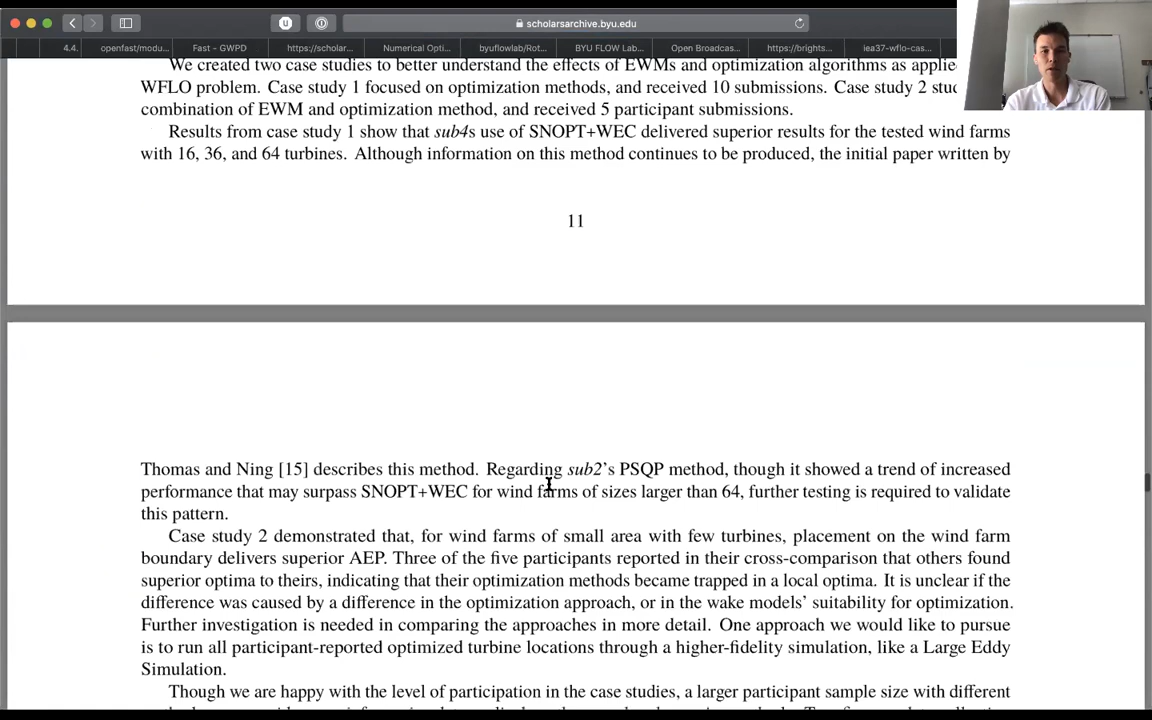 scholarsarchive.byu.edu
4.4.
openfast/modu...
Fast - GWPD
https://scholar...
Numerical Opti...
byuflowlab/Rot...
BYU FLOW Lab...
Open Broadcas...
https://brights...
iea37-wflo-cas...
We created two case studies to better understand the effects of EWMs and optimization algorithms as applie
WFLO problem. Case study 1 focused on optimization methods, and received 10 submissions. Case study 2 stu
combination of EWM and optimization method, and received 5 participant submissions.
Results from case study 1 show that sub4s use of SNOPT+WEC delivered superior results for the tested wind farms
with 16, 36, and 64 turbines. Although information on this method continues to be produced, the initial paper written by
11
Thomas and Ning [15] describes this method. Regarding sub2's PSQP method, though it showed a trend of increased
performance that may surpass SNOPT+WEC for wind farms of sizes larger than 64, further testing is required to validate
this pattern.
Case study 2 demonstrated that, for wind farms of small area with few turbines, placement on the wind farm
boundary delivers superior AEP. Three of the five participants reported in their cross-comparison that others found
superior optima to theirs, indicating that their optimization methods became trapped in a local optima. It is unclear if the
difference was caused by a difference in the optimization approach, or in the wake models' suitability for optimization.
Further investigation is needed in comparing the approaches in more detail. One approach we would like to pursue
is to run all participant-reported optimized turbine locations through a higher-fidelity simulation, like a Large Eddy
Simulation.
Though we are happy with the level of participation in the case studies, a larger participant sample size with different